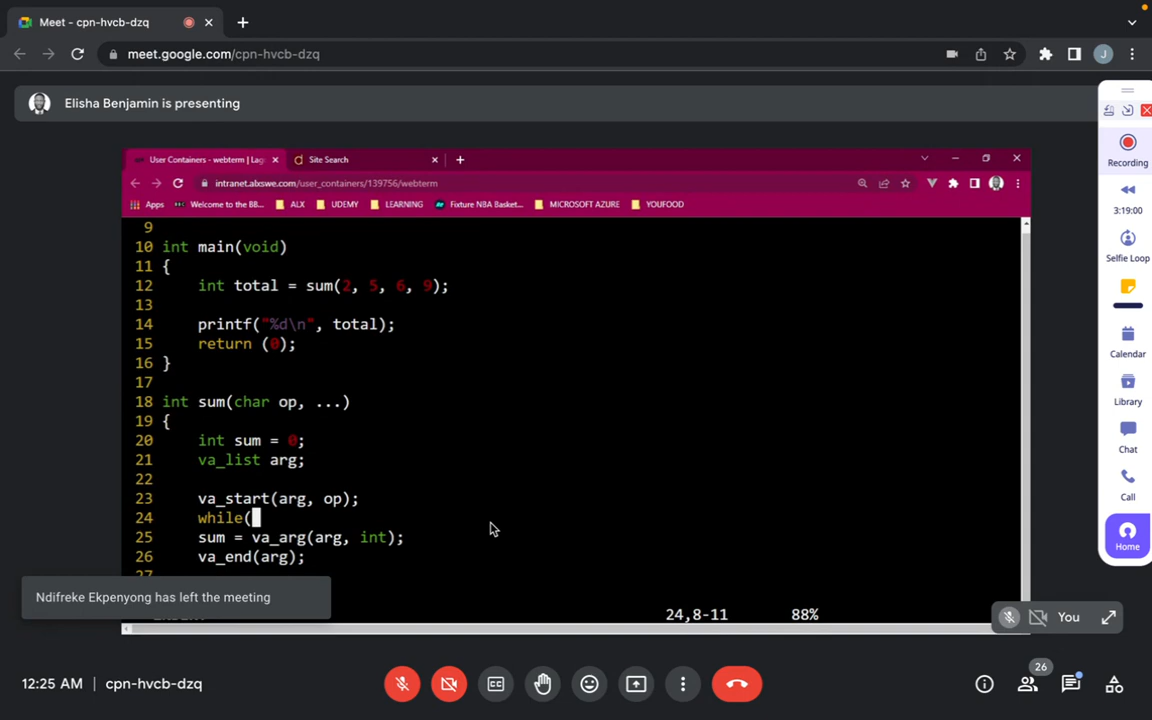 Meet - cpn-hvcb-dzq
meet.google.com/cpn-hvcb-dzq
J
Elisha Benjamin is presenting
User Containers - webterm | Lag
Site Search
intranet.alxswe.com/user_containers/139756/webterm
Apps
Welcome to the BB...
ALX
UDEMY
LEARNING
Fixture NBA Basket...
MICROSOFT AZURE
YOUFOOD
9
10 int main(void)
11 {
12 int total = sum(2, 5, 6, 9);
13
14 printf("%d\n", total);
15 return (0);
16 }
17
18 int sum(char op, ...)
19 {
20 int sum = 0;
21 va_list arg;
22
23 va_start(arg, op);
24 while(
25 sum = va_arg(arg, int);
26 va_end(arg);
27
24,8-11 88%
Ndifreke Ekpenyong has left the meeting
Recording
3:19:00
Selfie Loop
Calendar
Library
Chat
Call
Home
You
12:25 AM | cpn-hvcb-dzq
26